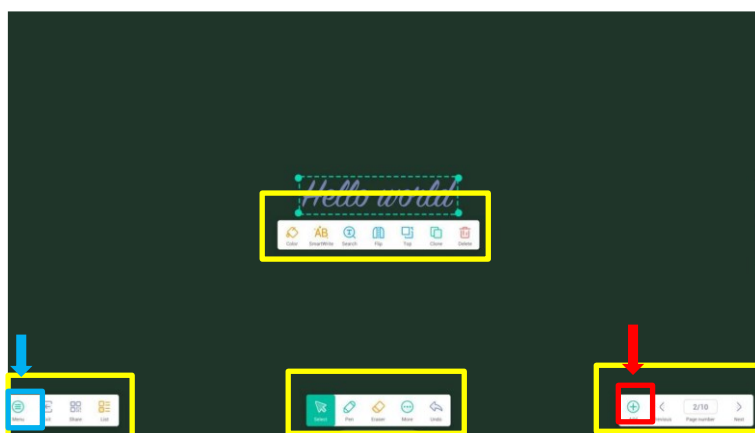 Hello world
Color SmartWrite Search Flip Top Clone Delete
Menu Share List Select Pen Eraser More Undo 2/10 Page number Next